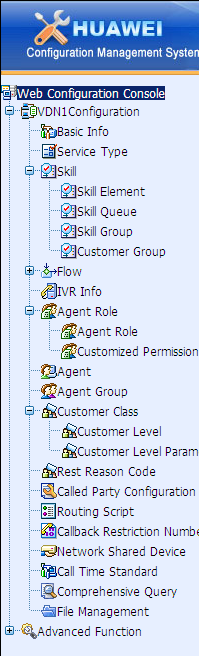 HUAWEI
Configuration Management System
Web Configuration Console
VDN1Configuration
Basic Info
Service Type
Skill
Skill Element
Skill Queue
Skill Group
Customer Group
Flow
IVR Info
Agent Role
Agent Role
Customized Permission
Agent
Agent Group
Customer Class
Customer Level
Customer Level Param
Rest Reason Code
Called Party Configuration
Routing Script
Callback Restriction Numbe
Network Shared Device
Call Time Standard
Comprehensive Query
File Management
Advanced Function